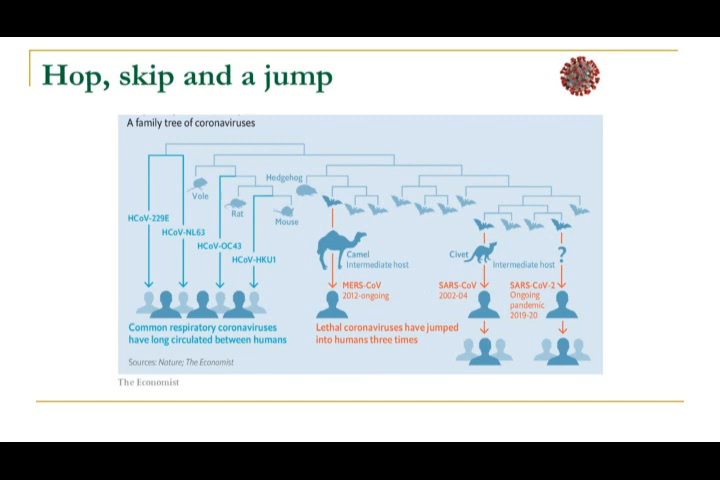 Hop, skip and a jump
A family tree of coronaviruses
Hedgehog
Vole
Rat
Mouse
HCoV-229E
HCoV-NL63
HCoV-OC43
HCoV-HKU1
Camel
Intermediate host
Civet
Intermediate host
?
MERS-CoV
2012-ongoing
SARS-CoV
2002-04
SARS-CoV-2
Ongoing
pandemic
2019-20
Common respiratory coronaviruses
have long circulated between humans
Lethal coronaviruses have jumped
into humans three times
Sources: Nature; The Economist
The Economist